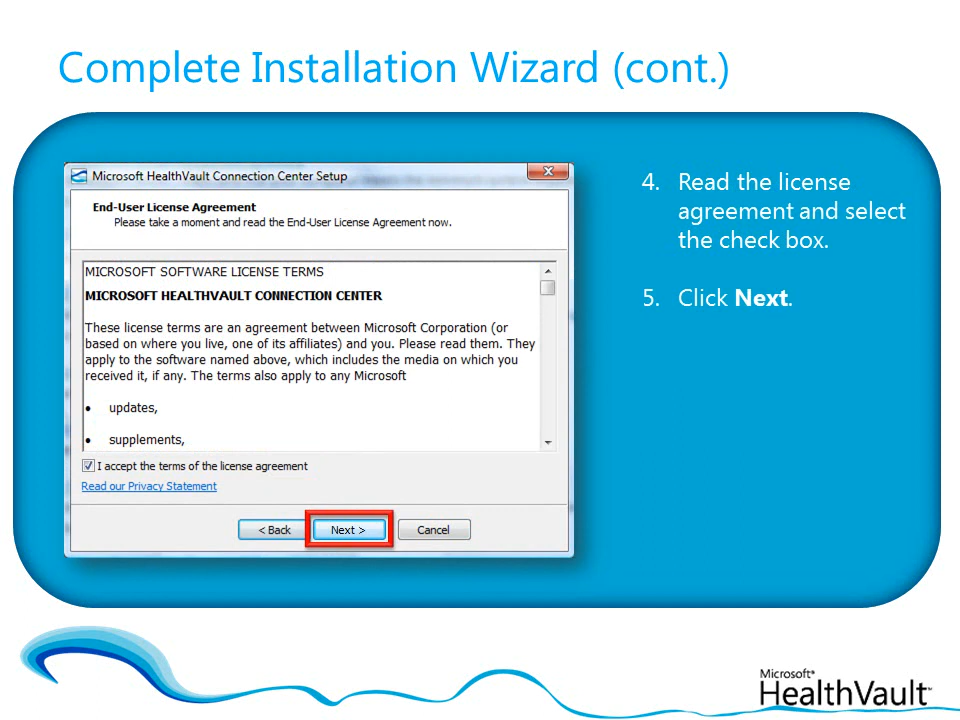 Complete Installation Wizard (cont.)
Microsoft HealthVault Connection Center Setup
End-User License Agreement
Please take a moment and read the End-User License Agreement now.
MICROSOFT SOFTWARE LICENSE TERMS
MICROSOFT HEALTHVAULT CONNECTION CENTER
These license terms are an agreement between Microsoft Corporation (or
based on where you live, one of its affiliates) and you. Please read them. They
apply to the software named above, which includes the media on which you
received it, if any. The terms also apply to any Microsoft
• updates,
• supplements,
I accept the terms of the license agreement
Read our Privacy Statement
< Back
Next >
Cancel
4. Read the license
agreement and select
the check box.
5. Click Next.
Microsoft®
HealthVault™